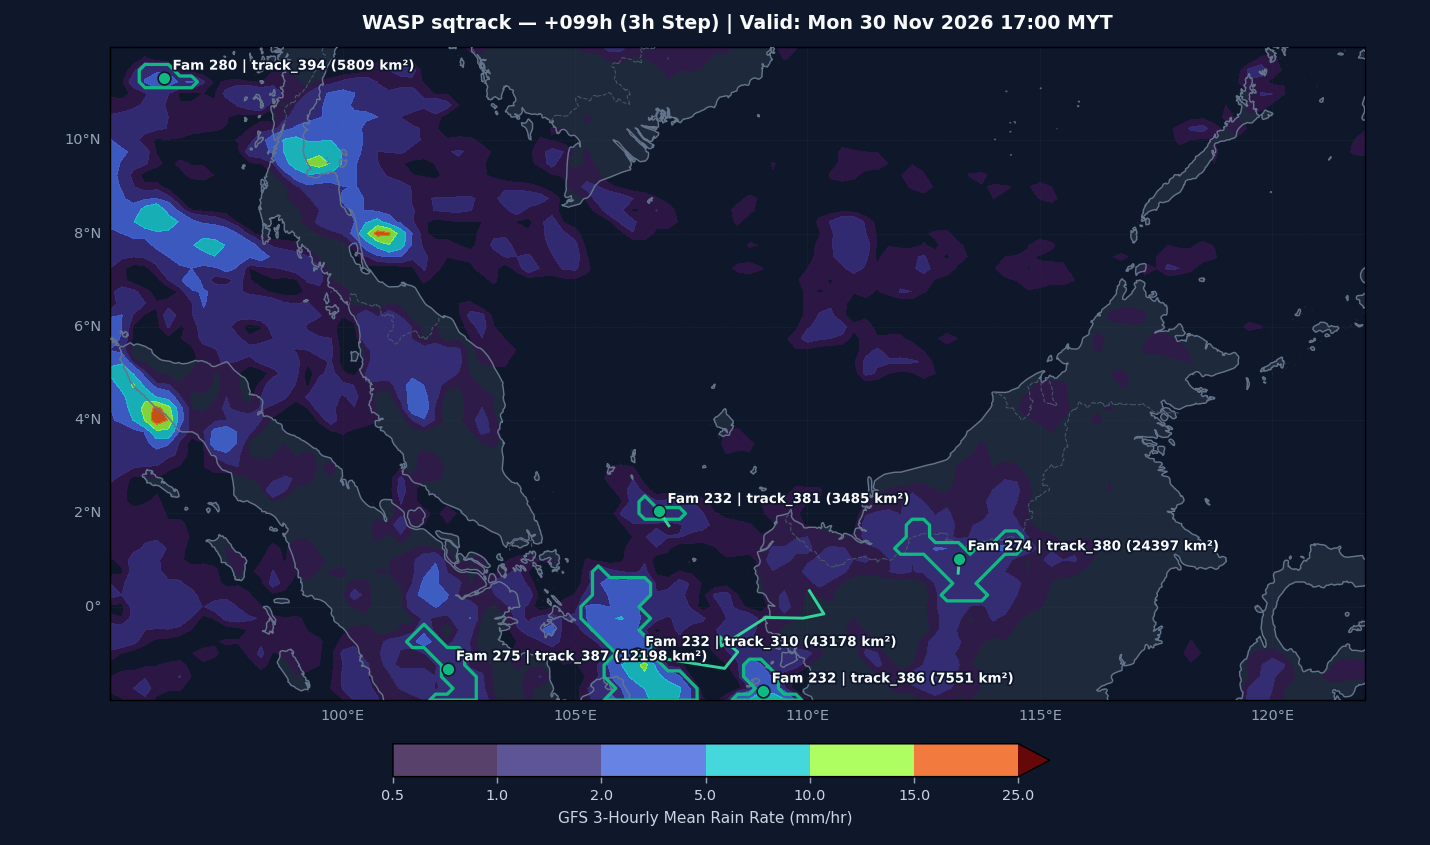 WASP sqtrack — +099h (3h Step) | Valid: Mon 30 Nov 2026 17:00 MYT
Fam 280 | track_394 (5809 km²)
10°N
8°N
6°N
4°N
2°N
0°
Fam 232 | track_381 (3485 km²)
Fam 274 | track_380 (24397 km²)
Fam 232 | track_310 (43178 km²)
Fam 275 | track_387 (12198 km²)
Fam 232 | track_386 (7551 km²)
100°E 105°E 110°E 115°E 120°E
0.5 1.0 2.0 5.0 10.0 15.0 25.0
GFS 3-Hourly Mean Rain Rate (mm/hr)